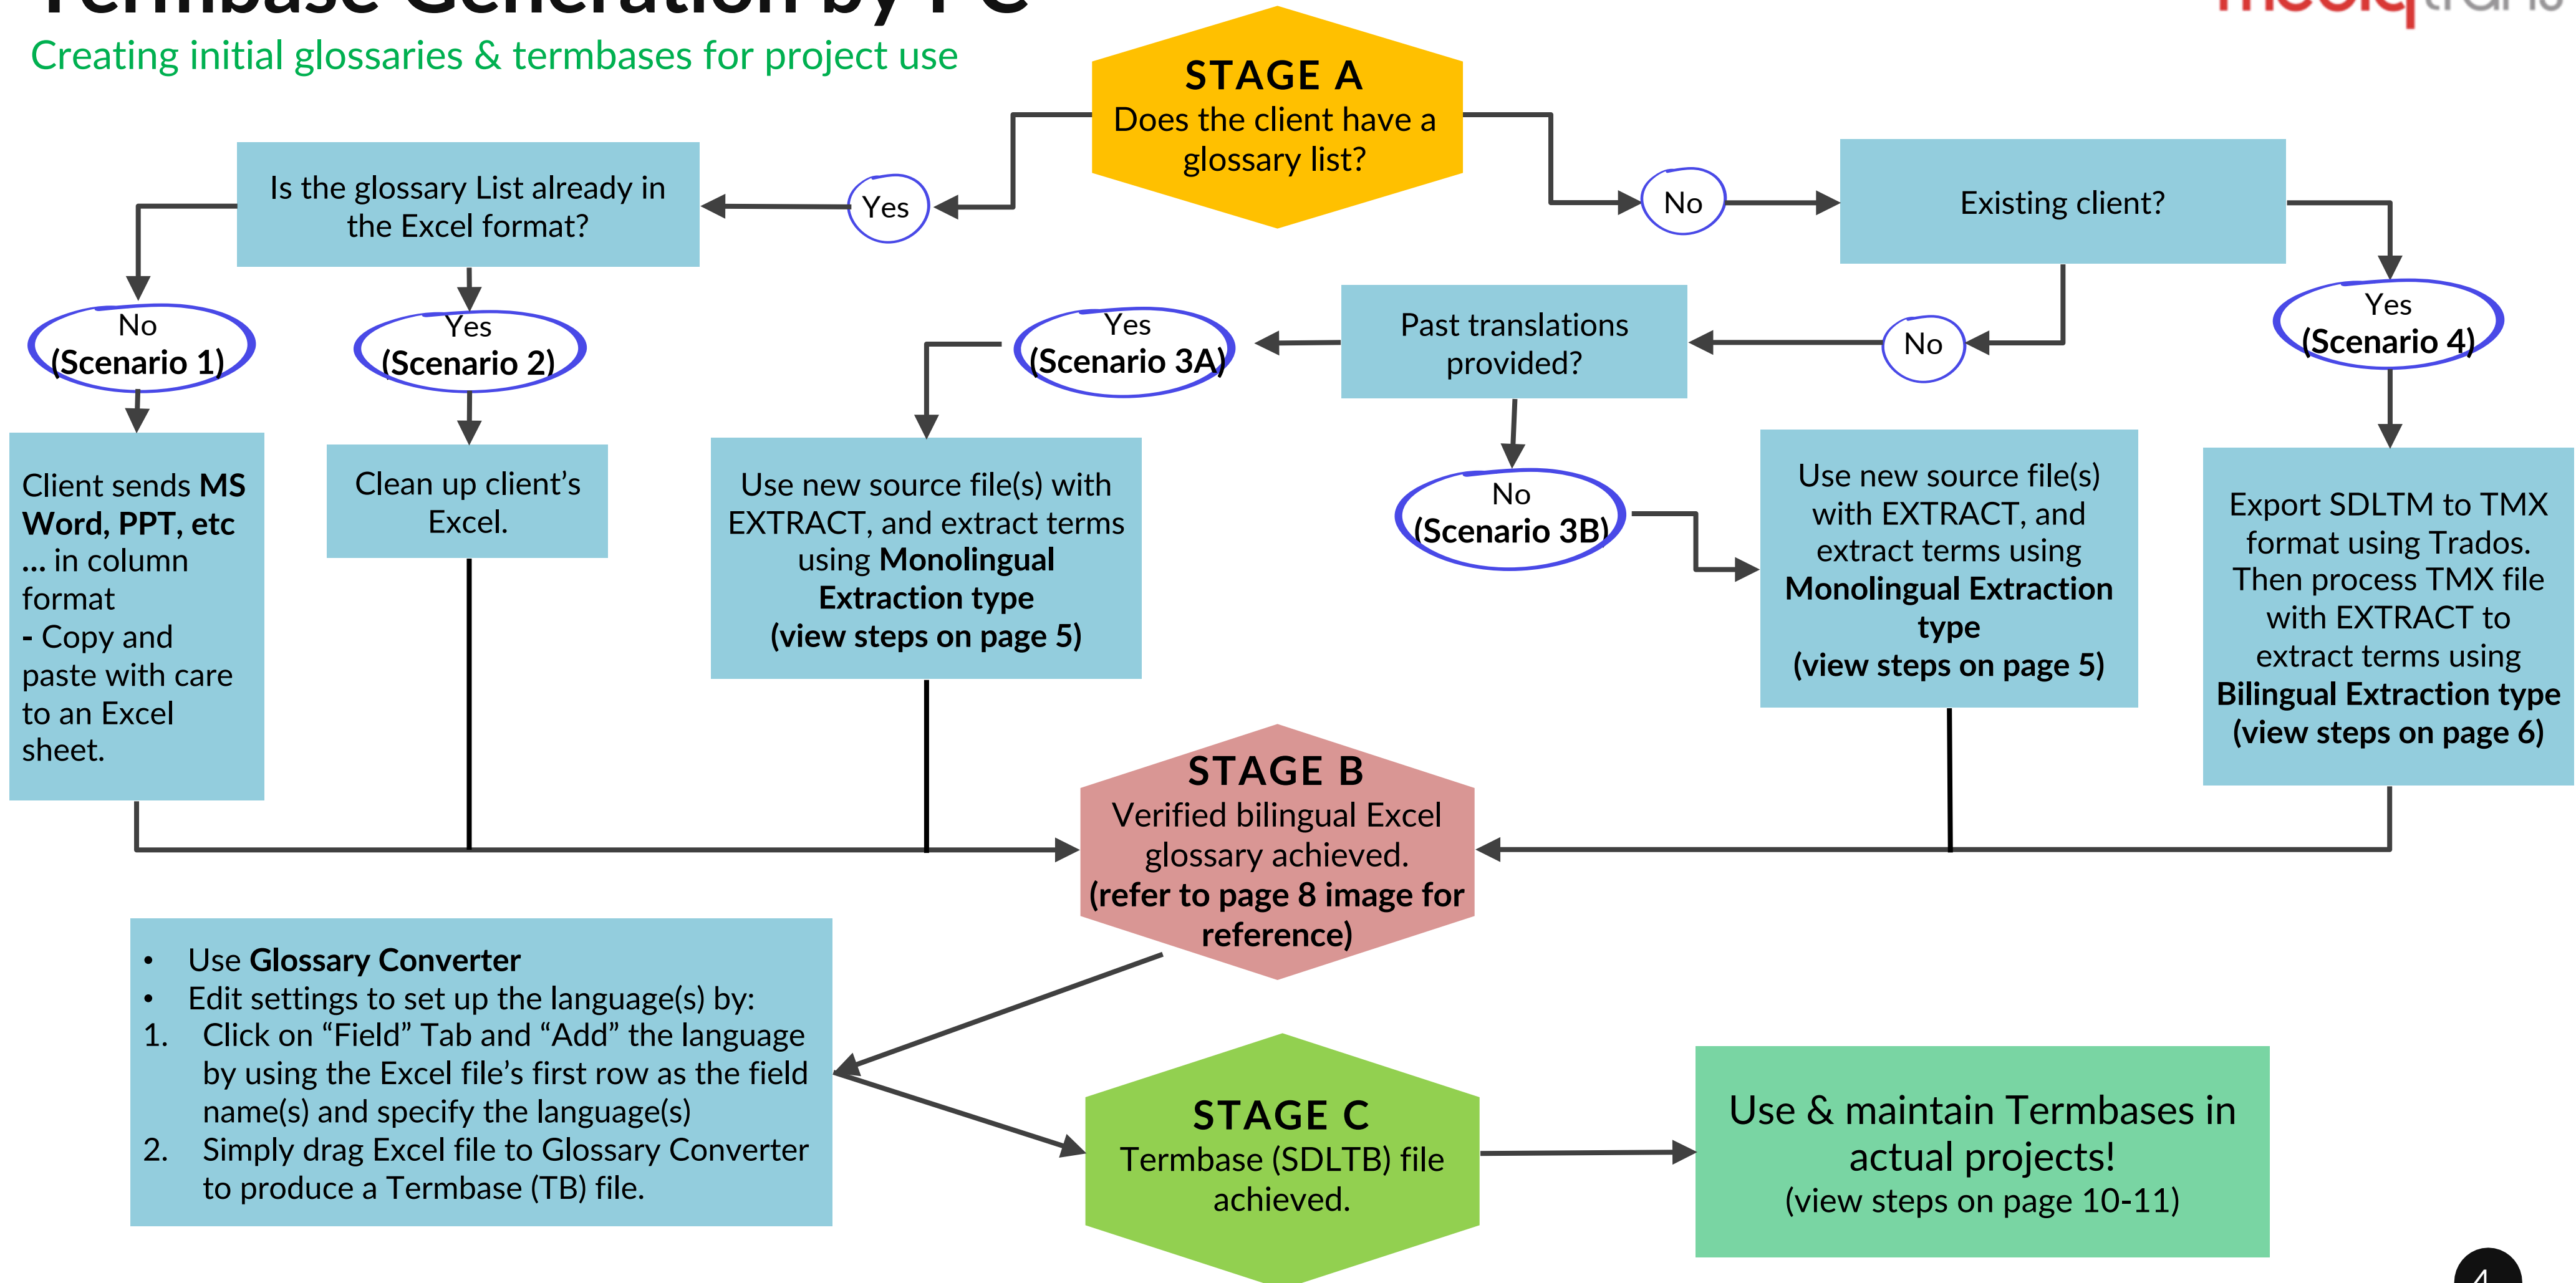 Termbase Generation by PC
Creating initial glossaries & termbases for project use
mediqtrans
STAGE A
Does the client have a
glossary list?
Is the glossary List already in
the Excel format?
Yes
No
Existing client?
No
(Scenario 1)
Yes
(Scenario 2)
Yes
(Scenario 3A)
Past translations
provided?
No
Yes
(Scenario 4)
Client sends MS
Word, PPT, etc
... in column
format
- Copy and
paste with care
to an Excel
sheet.
Clean up client’s
Excel.
Use new source file(s) with
EXTRACT, and extract terms
using Monolingual
Extraction type
(view steps on page 5)
No
(Scenario 3B)
Use new source file(s)
with EXTRACT, and
extract terms using
Monolingual Extraction
type
(view steps on page 5)
Export SDLTM to TMX
format using Trados.
Then process TMX file
with EXTRACT to
extract terms using
Bilingual Extraction type
(view steps on page 6)
STAGE B
Verified bilingual Excel
glossary achieved.
(refer to page 8 image for
reference)
• Use Glossary Converter
• Edit settings to set up the language(s) by:
1. Click on “Field” Tab and “Add” the language
by using the Excel file’s first row as the field
name(s) and specify the language(s)
2. Simply drag Excel file to Glossary Converter
to produce a Termbase (TB) file.
STAGE C
Termbase (SDLTB) file
achieved.
Use & maintain Termbases in
actual projects!
(view steps on page 10-11)
4